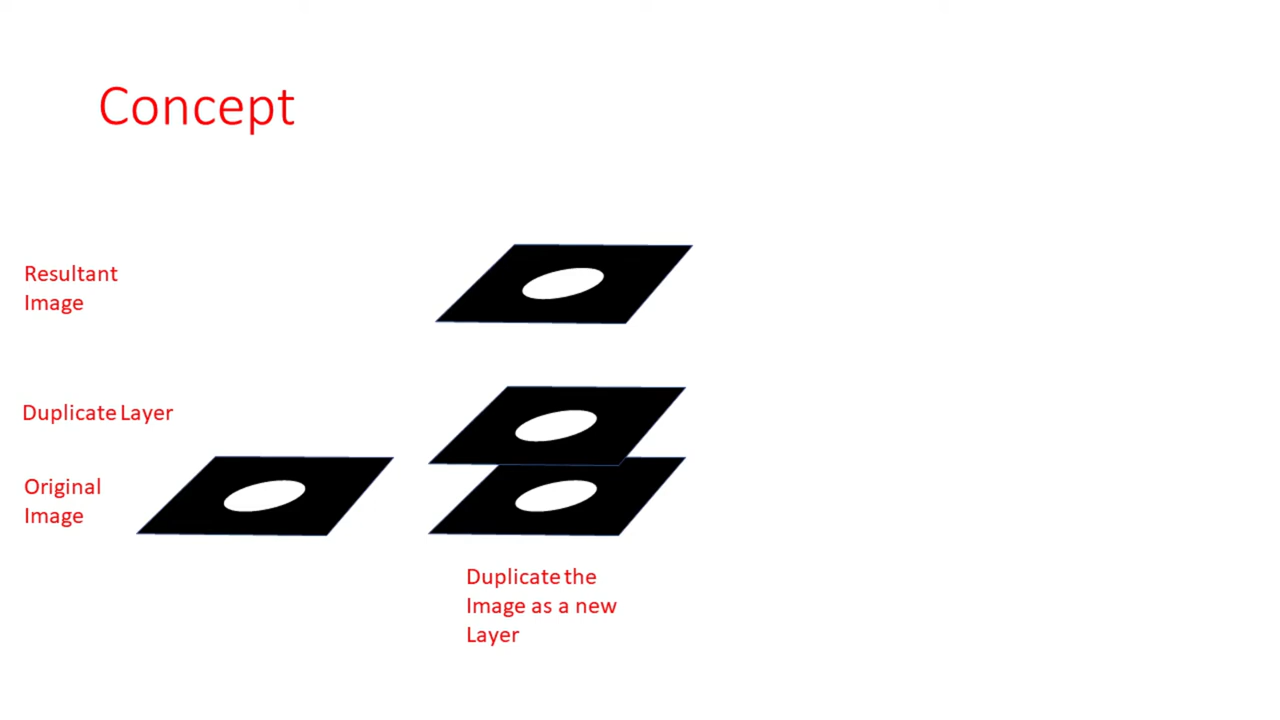 Concept
Resultant
Image
Duplicate Layer
Original
Image
Duplicate the
Image as a new
Layer